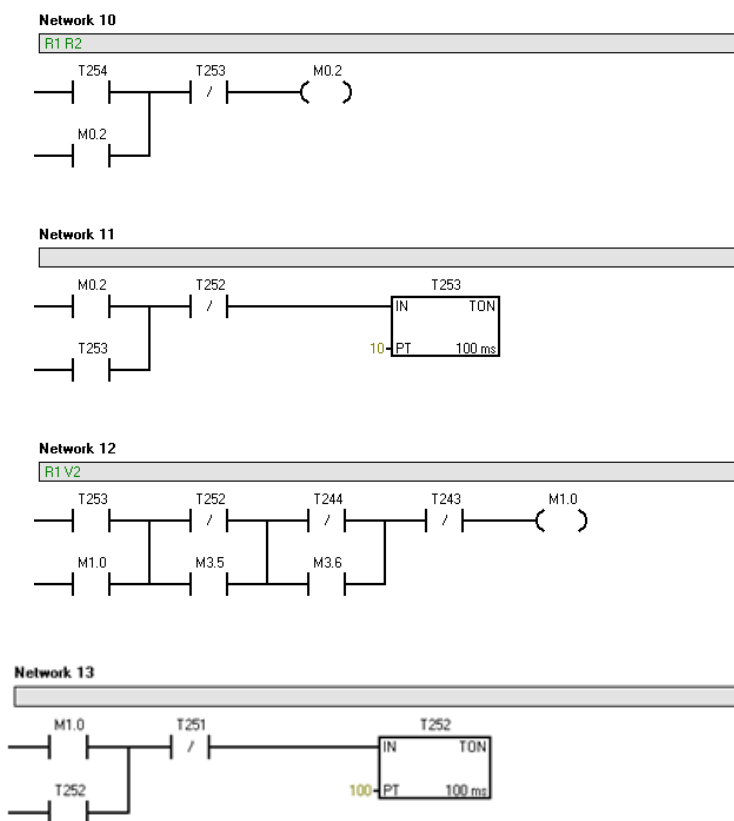 Network 10
R1 R2
T254 T253 M0.2
/
M0.2
Network 11
M0.2 T252 T253
/ IN TON
T253
10 PT 100 ms
Network 12
R1 V2
T253 T252 T244 T243 M1.0
/ / /
M1.0 M3.5 M3.6
Network 13
M1.0 T251 T252
/ IN TON
T252
100 PT 100 ms